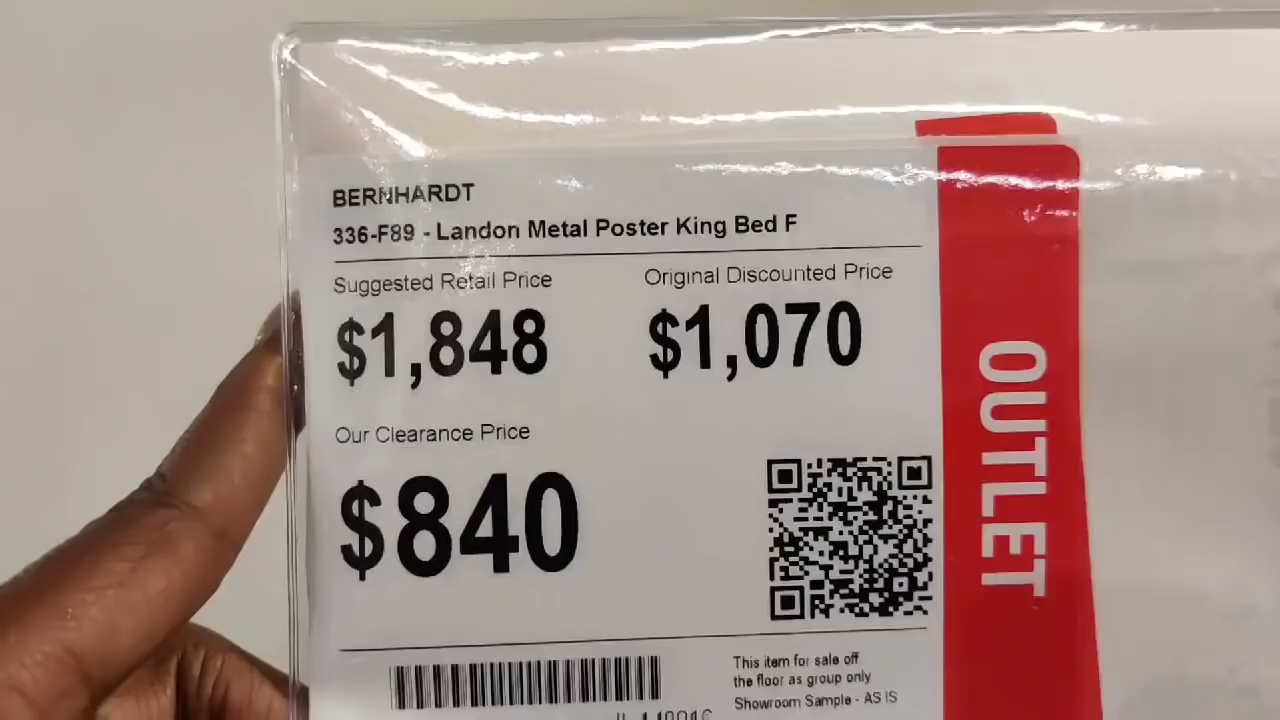 BERNHARDT
336-F89 - Landon Metal Poster King Bed F
Suggested Retail Price
Original Discounted Price
$1,848
$1,070
Our Clearance Price
$840
OUTLET
This item for sale off
the floor as group only
Showroom Sample - AS IS